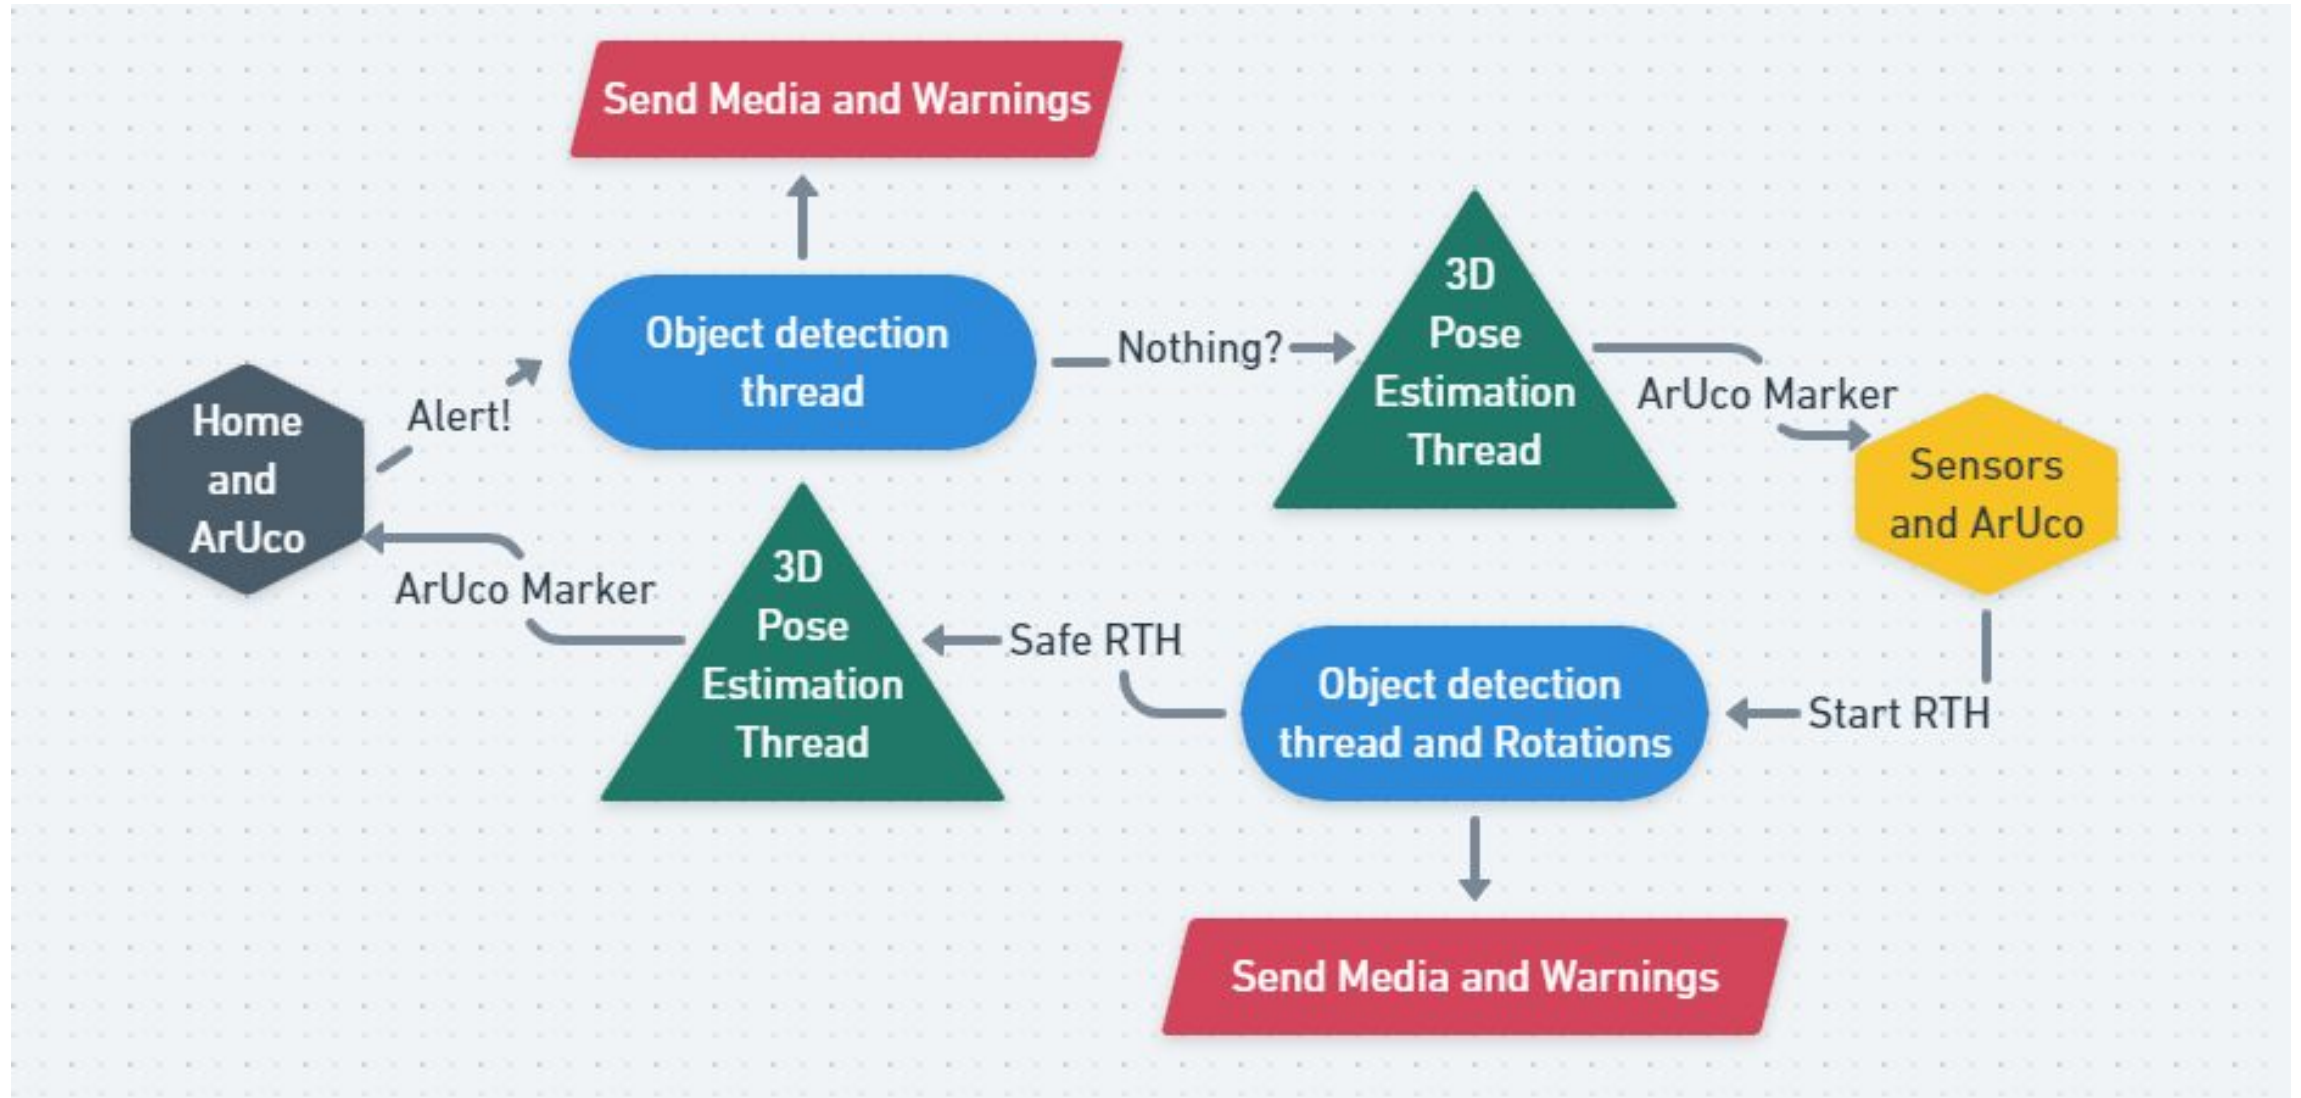 Send Media and Warnings
Object detection
thread
Nothing?
3D
Pose
Estimation
Thread
ArUco Marker
Sensors
and ArUco
Alert!
Home
and
ArUco
ArUco Marker
3D
Pose
Estimation
Thread
Safe RTH
Object detection
thread and Rotations
Start RTH
Send Media and Warnings